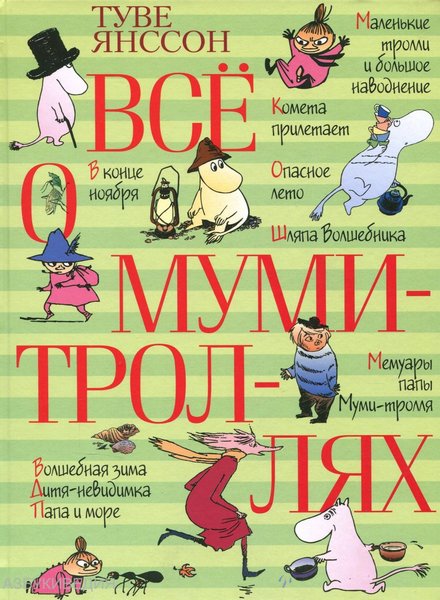 ТУВЕ
ЯНССОН
ВСЁ
О
МУМИ-
ТРОЛ-
ЛЯХ
Маленькие
тролли
и большое
наводнение
Комета
прилетает
В конце
ноября
Опасное
лето
Шляпа Волшебника
Мемуары
папы
Муми-тролля
Волшебная зима
Дитя-невидимка
Папа и море